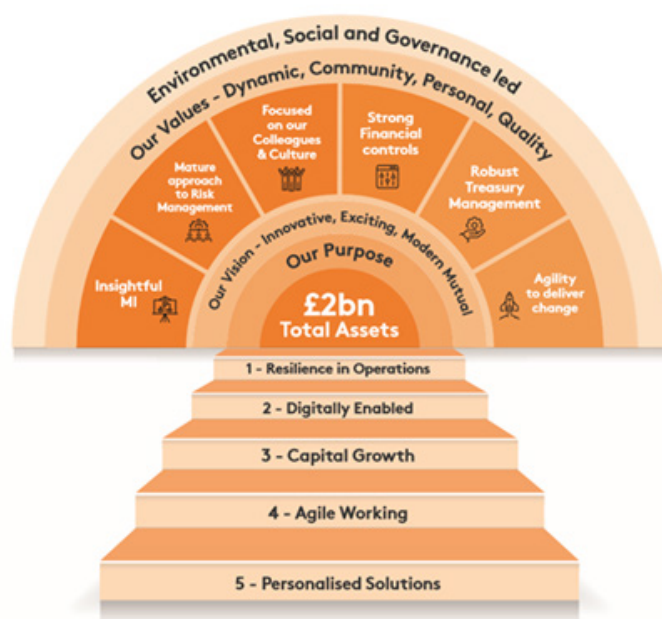 Environmental, Social and Governance led
Our Values - Dynamic, Community, Personal, Quality
Insightful
MI
Mature
approach
to Risk
Management
Focused
on our
Colleagues
& Culture
Strong
Financial
controls
Robust
Treasury
Management
Agility
to deliver
change
Our Vision - Innovative, Exciting, Modern Mutual
Our Purpose
£2bn
Total Assets
1 - Resilience in Operations
2 - Digitally Enabled
3 - Capital Growth
4 - Agile Working
5 - Personalised Solutions